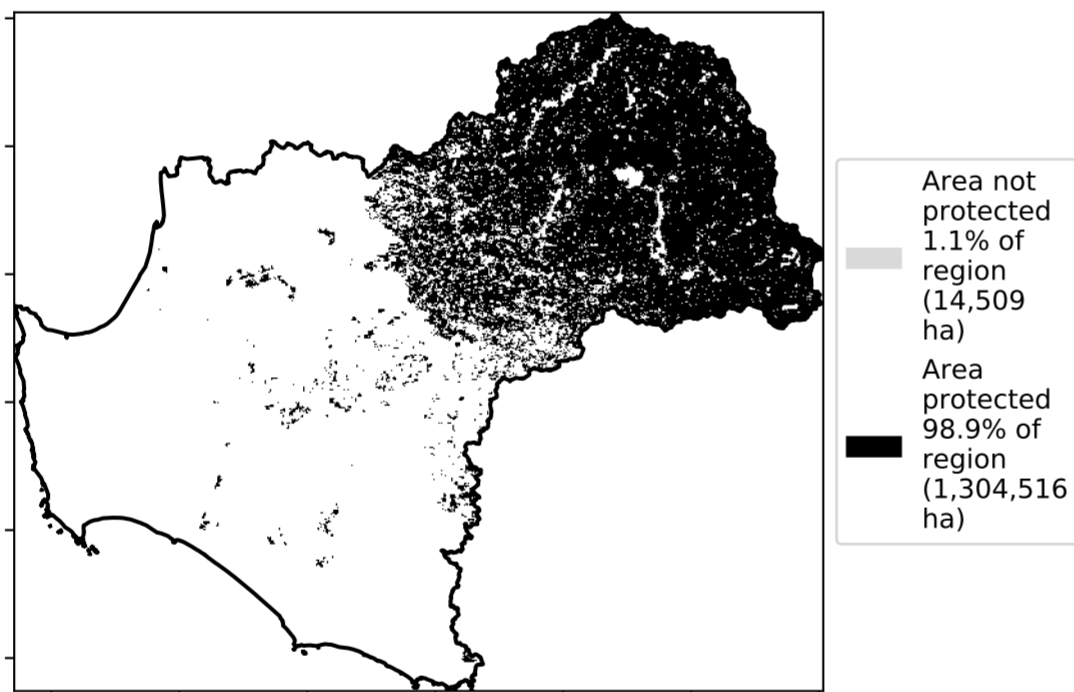 Area not
protected
1.1% of
region
(14,509
ha)
Area
protected
98.9% of
region
(1,304,516
ha)